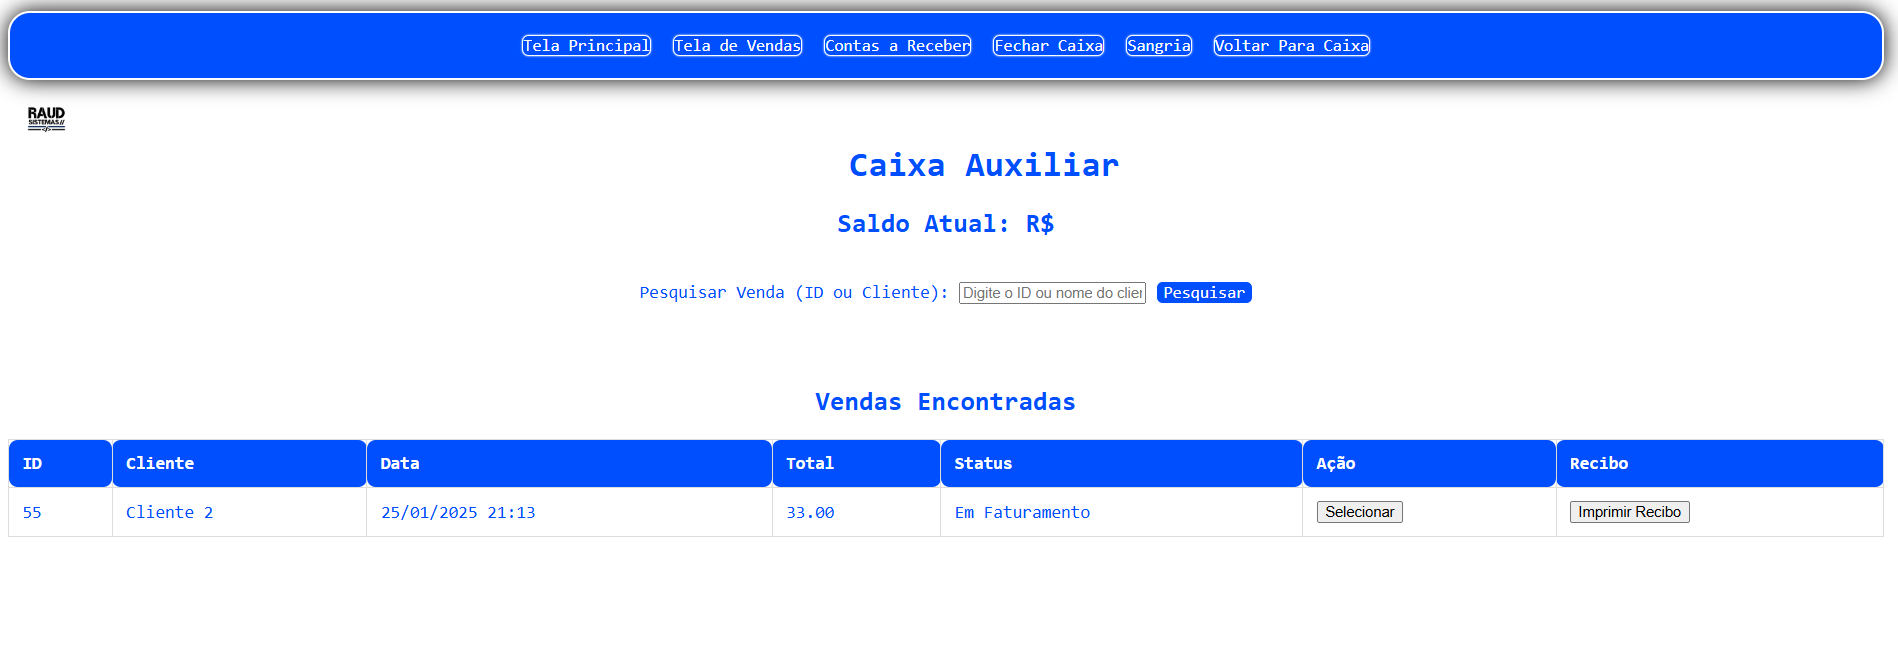 Tela Principal Tela de Vendas Contas a Receber Fechar Caixa Sangria Voltar Para Caixa
RAUD
SISTEMAS//
</>
Caixa Auxiliar
Saldo Atual: R$
Pesquisar Venda (ID ou Cliente): Digite o ID ou nome do clien Pesquisar
Vendas Encontradas
ID Cliente Data Total Status Ação Recibo
55 Cliente 2 25/01/2025 21:13 33.00 Em Faturamento Selecionar Imprimir Recibo